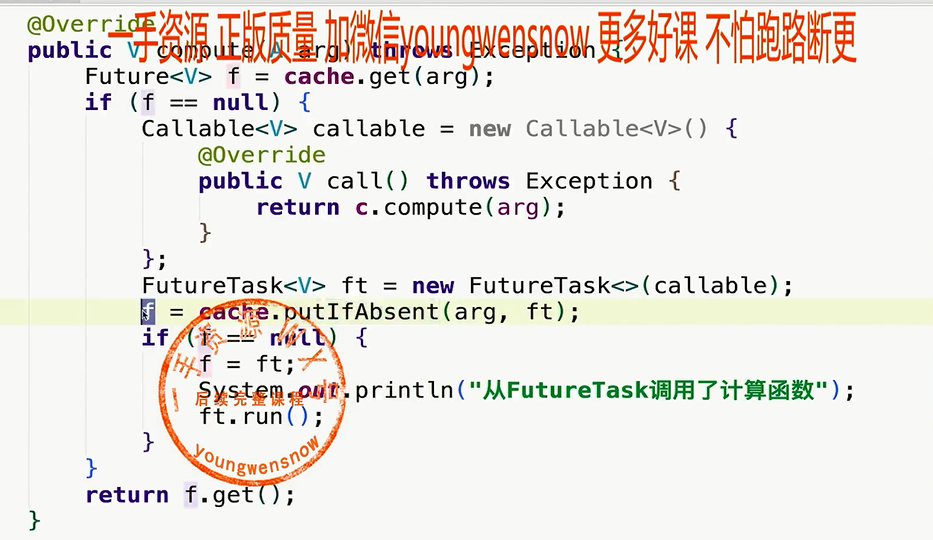 @Override
一手资源 正版质量 加微信youngwensnow 更多好课 不怕跑路断更
public V compute(A arg) throws Exception {
Future<V> f = cache.get(arg);
if (f == null) {
Callable<V> callable = new Callable<V>() {
@Override
public V call() throws Exception {
return c.compute(arg);
}
};
FutureTask<V> ft = new FutureTask<>(callable);
f = cache.putIfAbsent(arg, ft);
if (f == null) {
f = ft;
System.out.println("从FutureTask调用了计算函数");
ft.run();
}
}
return f.get();
}
后续完整课程
youngwensnow